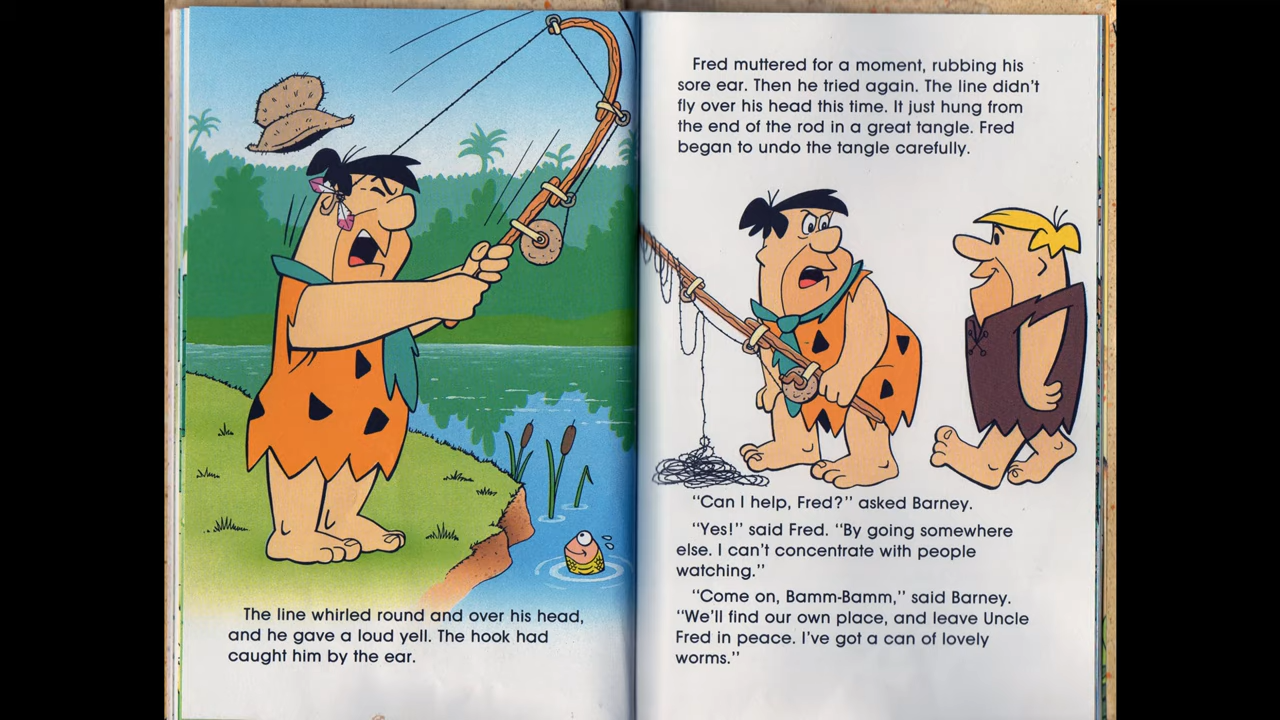 The line whirled round and over his head,
and he gave a loud yell. The hook had
caught him by the ear.
Fred muttered for a moment, rubbing his
sore ear. Then he tried again. The line didn't
fly over his head this time. It just hung from
the end of the rod in a great tangle. Fred
began to undo the tangle carefully.
"Can I help, Fred?" asked Barney.
"Yes!" said Fred. "By going somewhere
else. I can't concentrate with people
watching."
"Come on, Bamm-Bamm," said Barney.
"We'll find our own place, and leave Uncle
Fred in peace. I've got a can of lovely
worms."